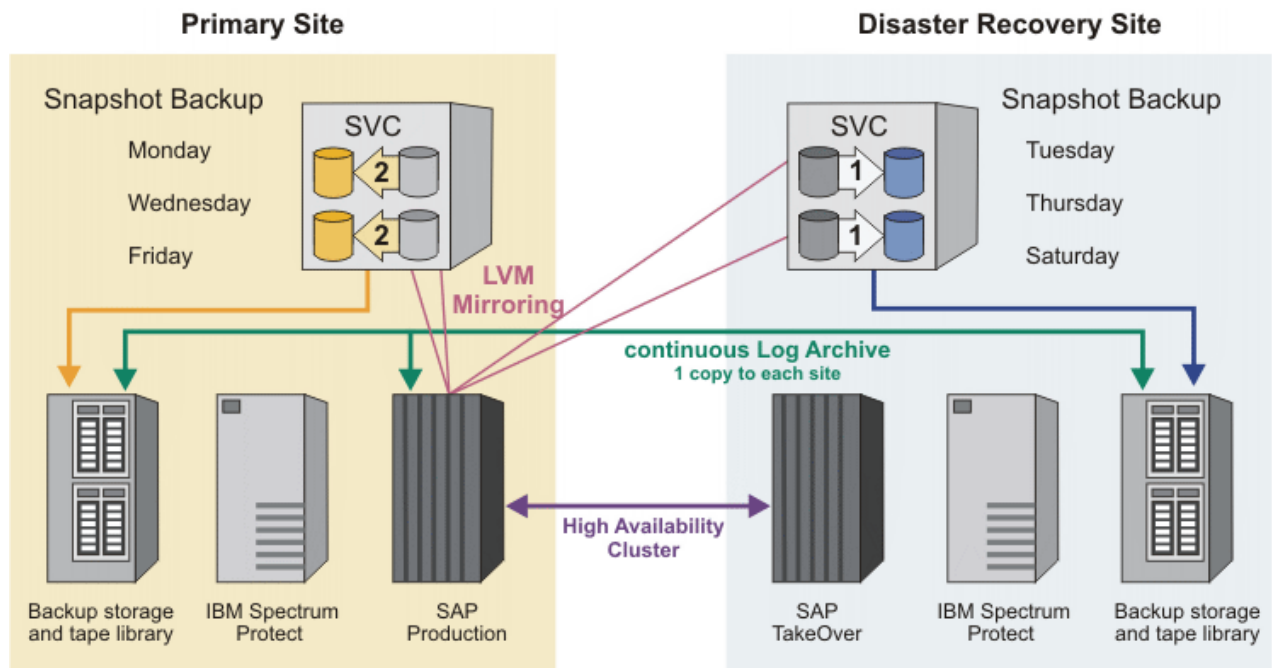 Primary Site
Disaster Recovery Site
Snapshot Backup
Monday
Wednesday
Friday
SVC
2
2
SVC
1
1
Snapshot Backup
Tuesday
Thursday
Saturday
LVM
Mirroring
continuous Log Archive
1 copy to each site
High Availability
Cluster
Backup storage
and tape library
IBM Spectrum
Protect
SAP
Production
SAP
TakeOver
IBM Spectrum
Protect
Backup storage
and tape library